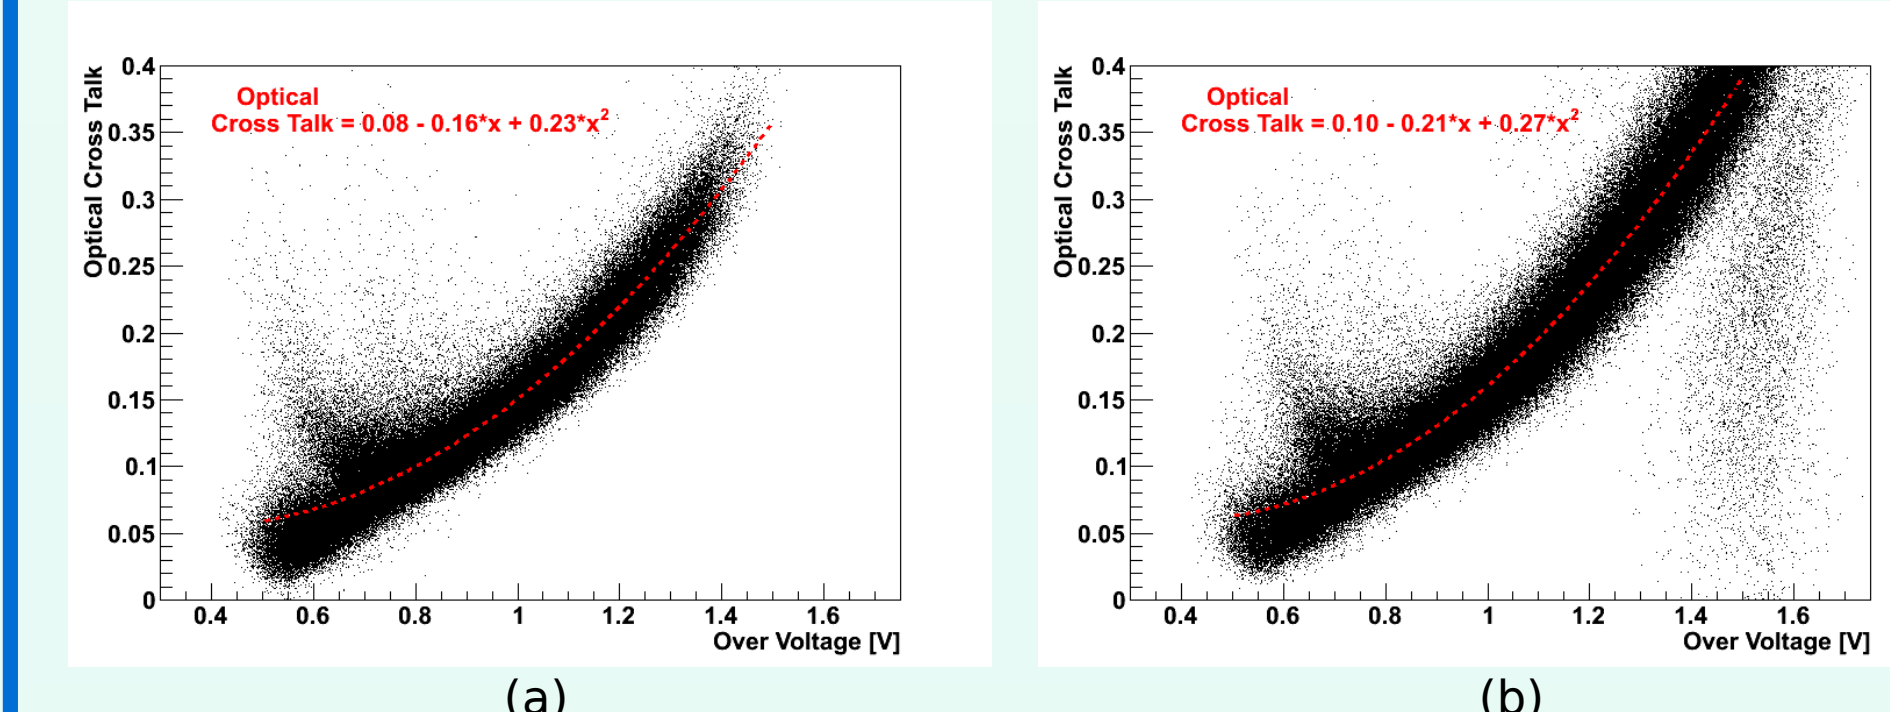 Optical Cross Talk
0.4
0.35
0.3
0.25
0.2
0.15
0.1
0.05
0
Optical
Cross Talk = 0.08 - 0.16*x + 0.23*x²
0.4 0.6 0.8 1 1.2 1.4 1.6
Over Voltage [V]
(a)
Optical Cross Talk
0.4
0.35
0.3
0.25
0.2
0.15
0.1
0.05
0
Optical
Cross Talk = 0.10 - 0.21*x + 0.27*x²
0.4 0.6 0.8 1 1.2 1.4 1.6
Over Voltage [V]
(b)